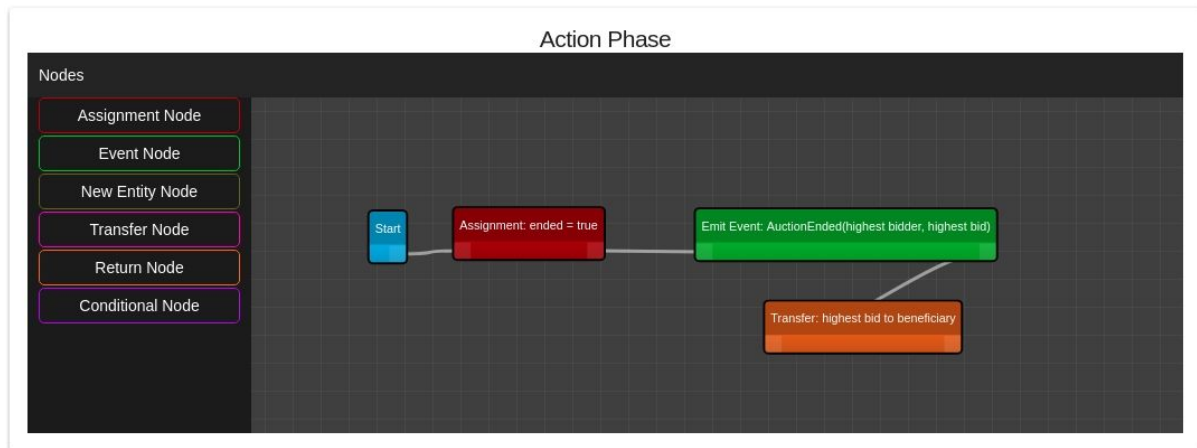 Action Phase
Nodes
Assignment Node
Event Node
New Entity Node
Transfer Node
Return Node
Conditional Node
Start
Assignment: ended = true
Emit Event: AuctionEnded(highest bidder, highest bid)
Transfer: highest bid to beneficiary